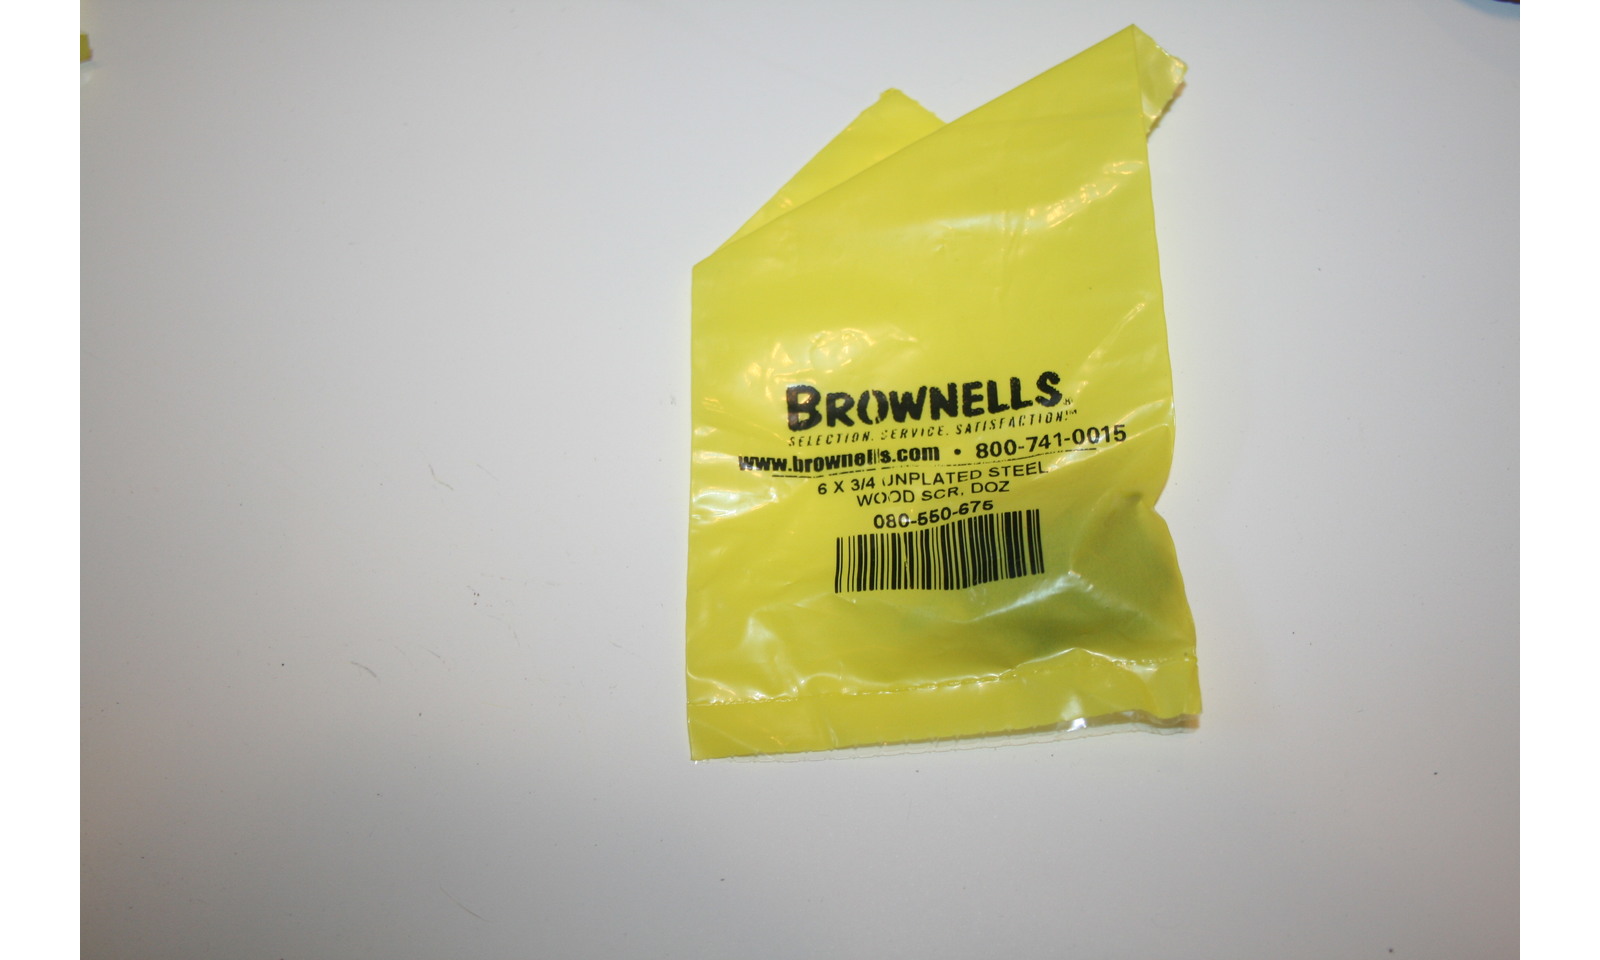 BROWNELLS®
SELECTION. SERVICE. SATISFACTION!™
www.brownells.com • 800-741-0015
6 X 3/4 UNPLATED STEEL
WOOD SCR, DOZ
080-550-675